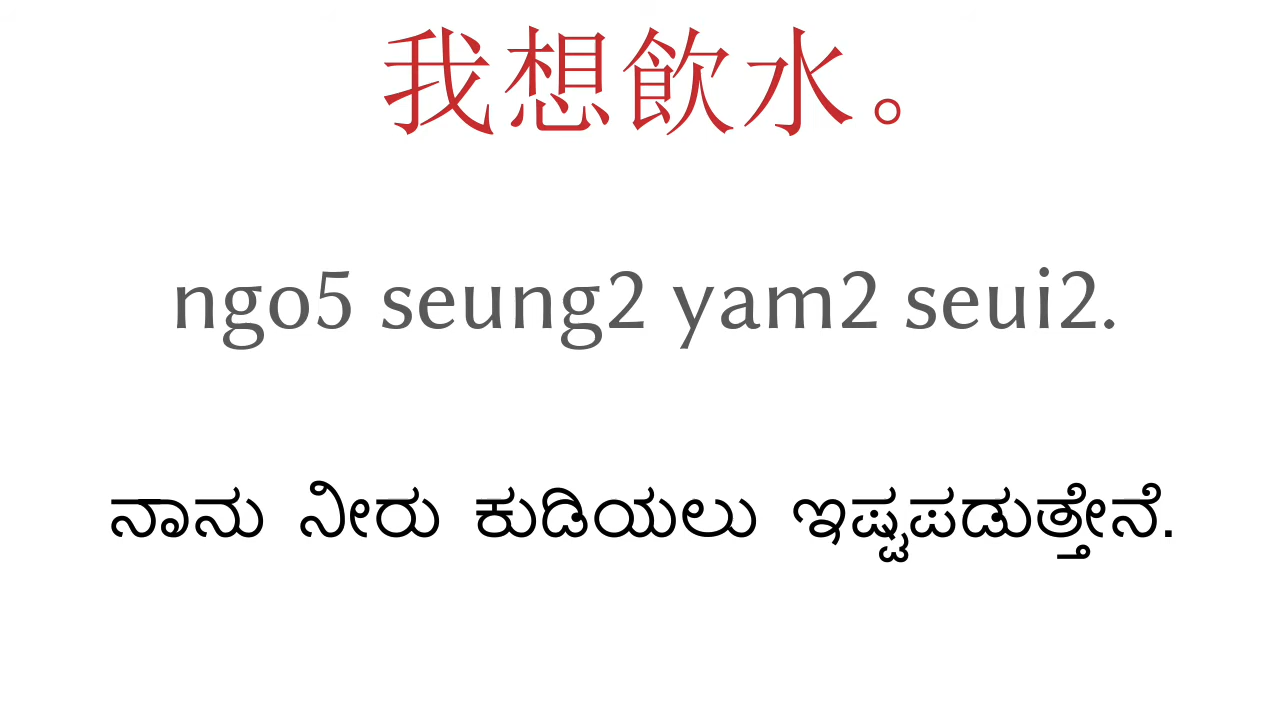 我想飲水。
ngo5 seung2 yam2 seui2.
ನಾನು ನೀರು ಕುಡಿಯಲು ಇಷ್ಟಪಡುತ್ತೇನೆ.